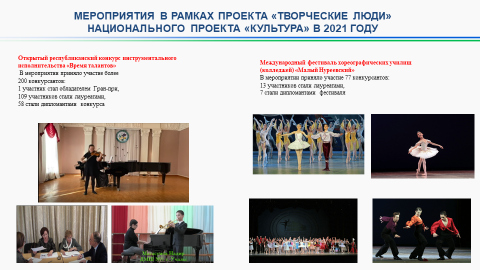 МЕРОПРИЯТИЯ В РАМКАХ ПРОЕКТА «ТВОРЧЕСКИЕ ЛЮДИ»
НАЦИОНАЛЬНОГО ПРОЕКТА «КУЛЬТУРА» В 2021 ГОДУ
Открытый республиканский конкурс инструментального
исполнительства «Время талантов»
В мероприятии приняло участие более
200 конкурсантов:
1 участник стал обладателем Гран-при,
109 участников стали лауреатами,
58 стали дипломантами конкурса
Международный фестиваль хореографических училищ
(колледжей) «Малый Нуреевский»
В мероприятии приняло участие 77 конкурсантов:
13 участников стали лауреатами,
7 стали дипломантами фестиваля